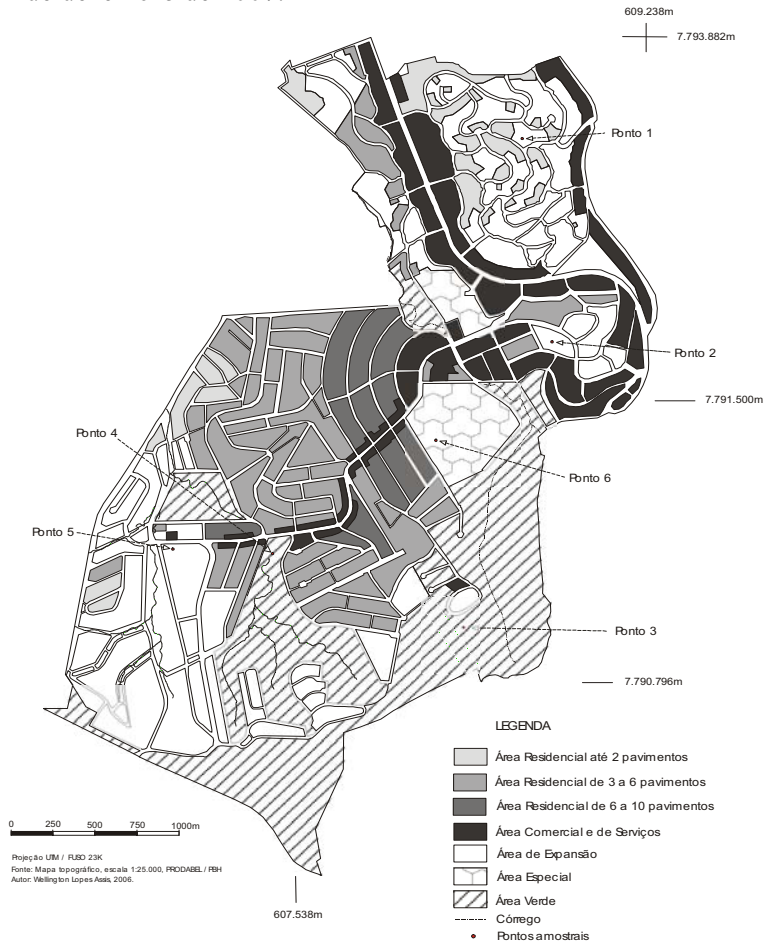 609.238m
7.793.882m
Ponto 1
Ponto 2
7.791.500m
Ponto 4
Ponto 6
Ponto 5
Ponto 3
7.790.796m
LEGENDA
Área Residencial até 2 pavimentos
Área Residencial de 3 a 6 pavimentos
Área Residencial de 6 a 10 pavimentos
Área Comercial e de Serviços
Área de Expansão
Área Especial
Área Verde
Córrego
Pontos amostrais
0 250 500 750 1000m
Projeção UTM / FUSO 23K
Fonte: Mapa topográfico, escala 1:25.000, PRODABEL / PBH
Autor: Wellington Lopes Assis, 2006.
607.538m